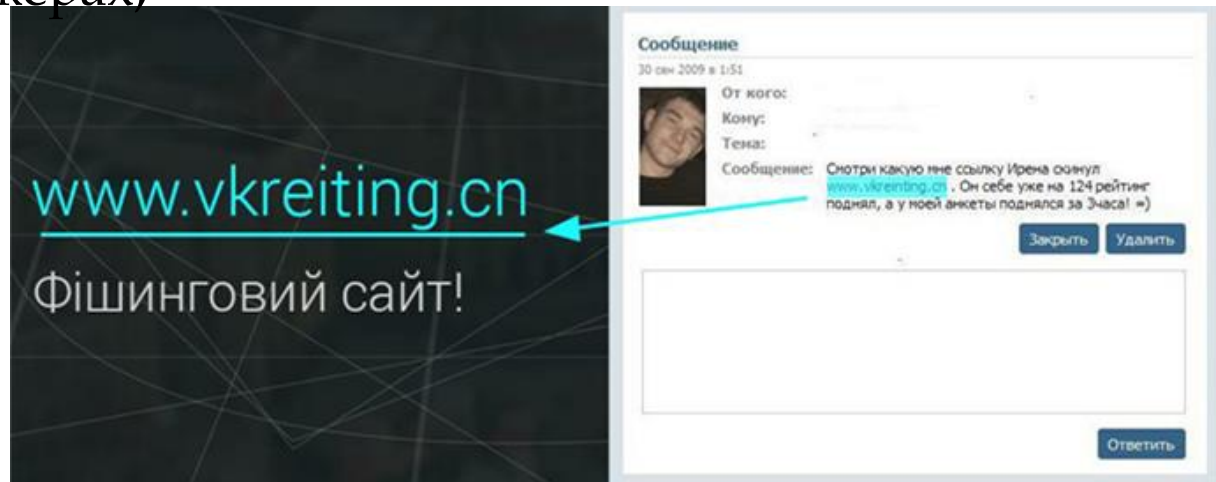 www.vkreiting.cn
Фішинговий сайт!
Сообщение
30 сен 2009 в 1:51
От кого:
Кому:
Тема:
Сообщение: Смотри какую мне ссылку Ирена скинул
www.vkreinting.cn . Он себе уже на 124 рейтинг
поднял, а у моей анкеты поднялся за 3часа! =)
Закрыть Удалить
Ответить